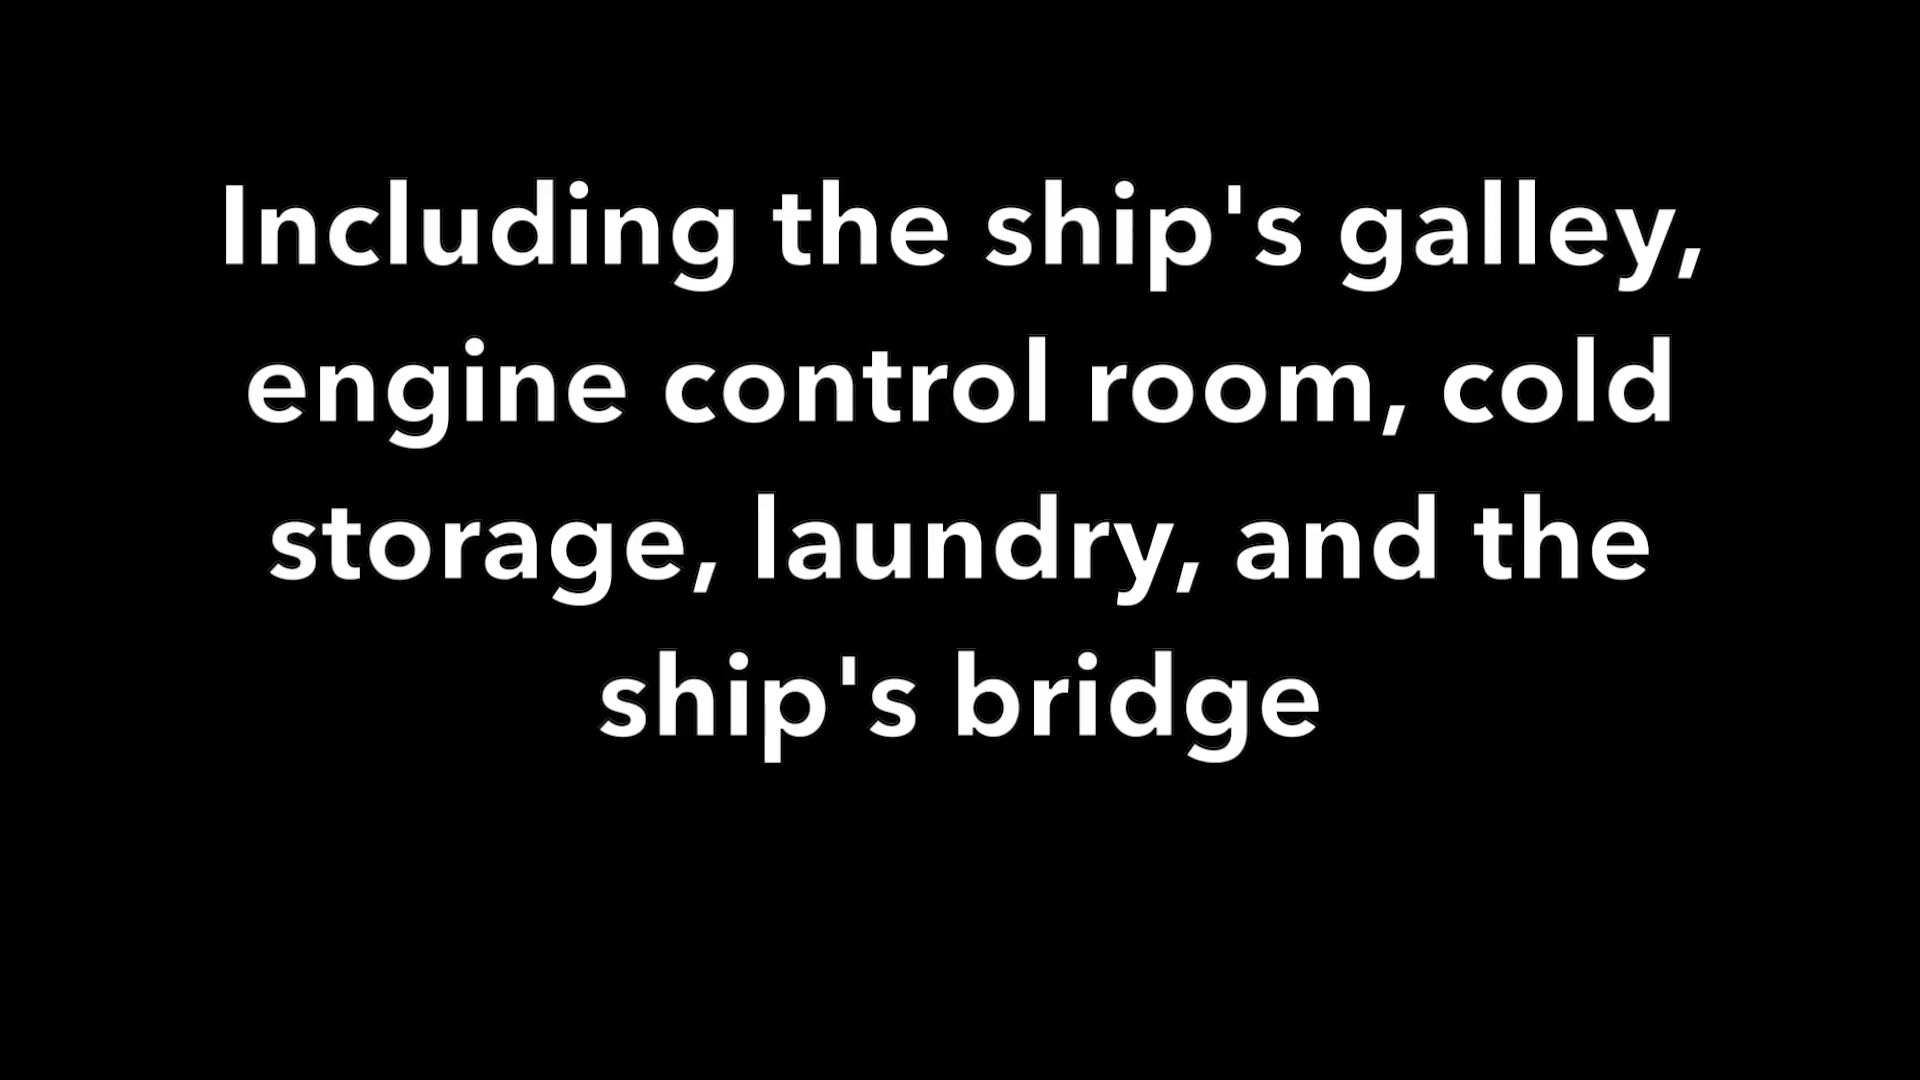 Including the ship's galley,
engine control room, cold
storage, laundry, and the
ship's bridge